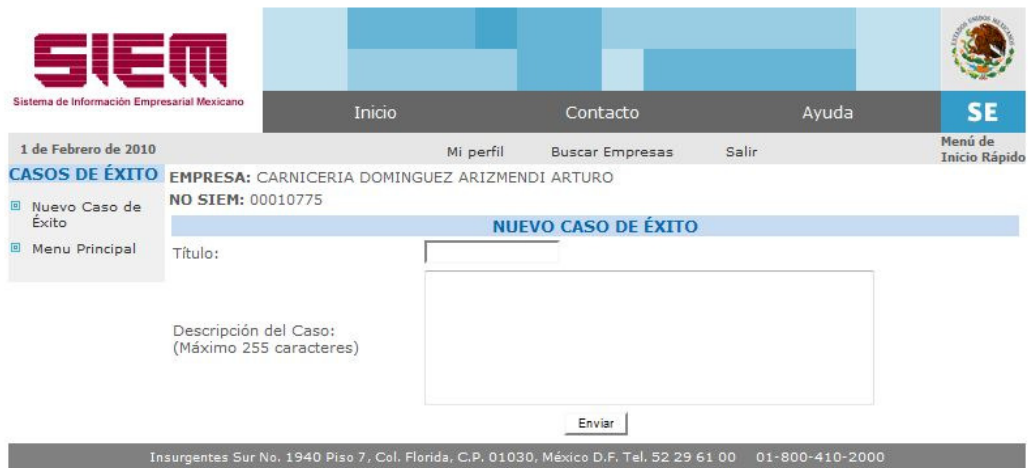 SIEM
Sistema de Información Empresarial Mexicano
ESTADOS UNIDOS MEXICANOS
Inicio Contacto Ayuda SE
1 de Febrero de 2010 Mi perfil Buscar Empresas Salir Menú de
Inicio Rápido
CASOS DE ÉXITO
Nuevo Caso de
Éxito
Menu Principal
EMPRESA: CARNICERIA DOMINGUEZ ARIZMENDI ARTURO
NO SIEM: 00010775
NUEVO CASO DE ÉXITO
Título:
Descripción del Caso:
(Máximo 255 caracteres)
Enviar
Insurgentes Sur No. 1940 Piso 7, Col. Florida, C.P. 01030, México D.F. Tel. 52 29 61 00 01-800-410-2000